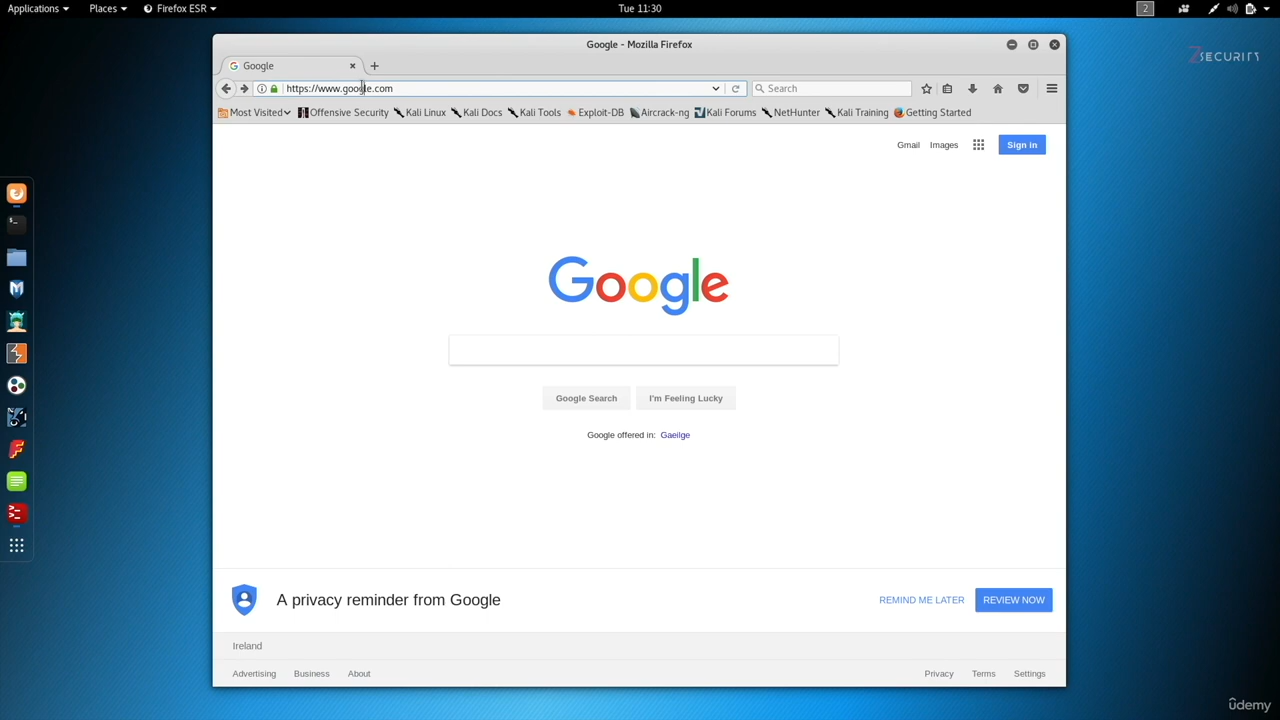 Applications Places Firefox ESR Tue 11:30 2
Google - Mozilla Firefox
ZSECURITY
Google
https://www.google.com Search
Most Visited Offensive Security Kali Linux Kali Docs Kali Tools Exploit-DB Aircrack-ng Kali Forums NetHunter Kali Training Getting Started
Gmail Images Sign in
Google
Google Search I'm Feeling Lucky
Google offered in: Gaeilge
A privacy reminder from Google REMIND ME LATER REVIEW NOW
Ireland
Advertising Business About Privacy Terms Settings
ûdemy